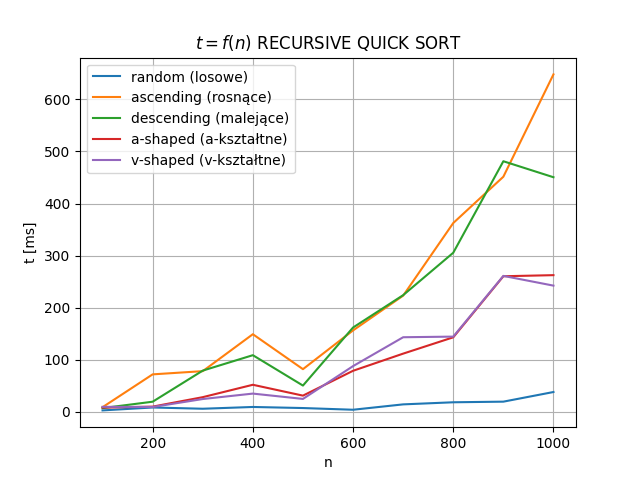 t = f(n) RECURSIVE QUICK SORT
random (losowe)
ascending (rosnące)
descending (malejące)
a-shaped (a-kształtne)
v-shaped (v-kształtne)
t [ms]
600
500
400
300
200
100
0
200 400 600 800 1000
n